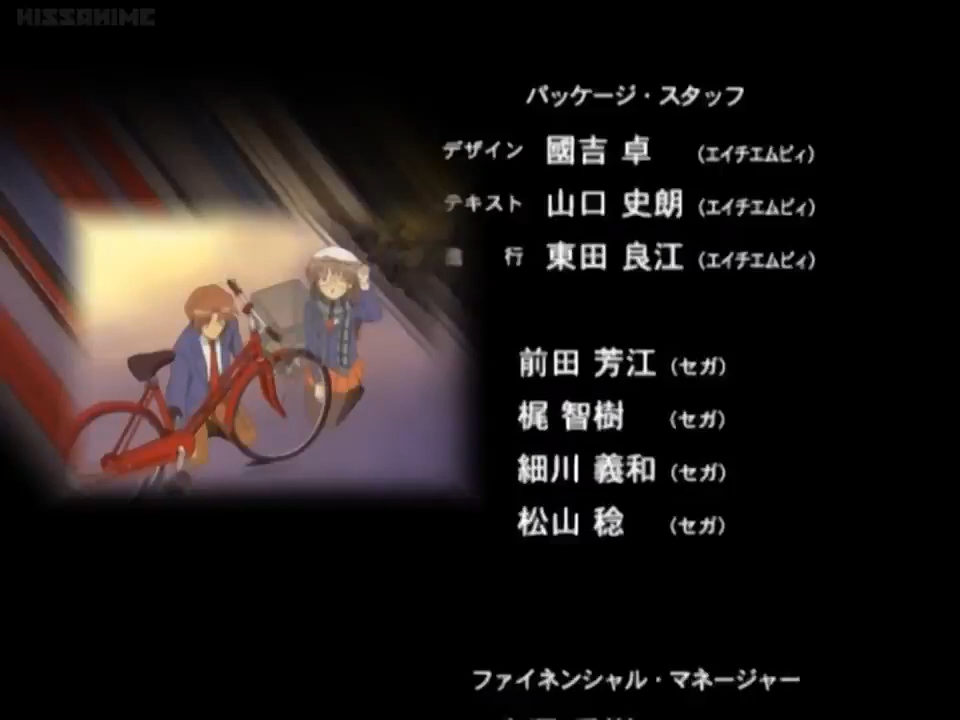 KISSANIME
パッケージ・スタッフ
デザイン 國吉 卓 (エイチエムピィ)
テキスト 山口 史朗 (エイチエムピィ)
進 行 東田 良江 (エイチエムピィ)
前田 芳江 (セガ)
梶 智樹 (セガ)
細川 義和 (セガ)
松山 稔 (セガ)
ファイネンシャル・マネージャー